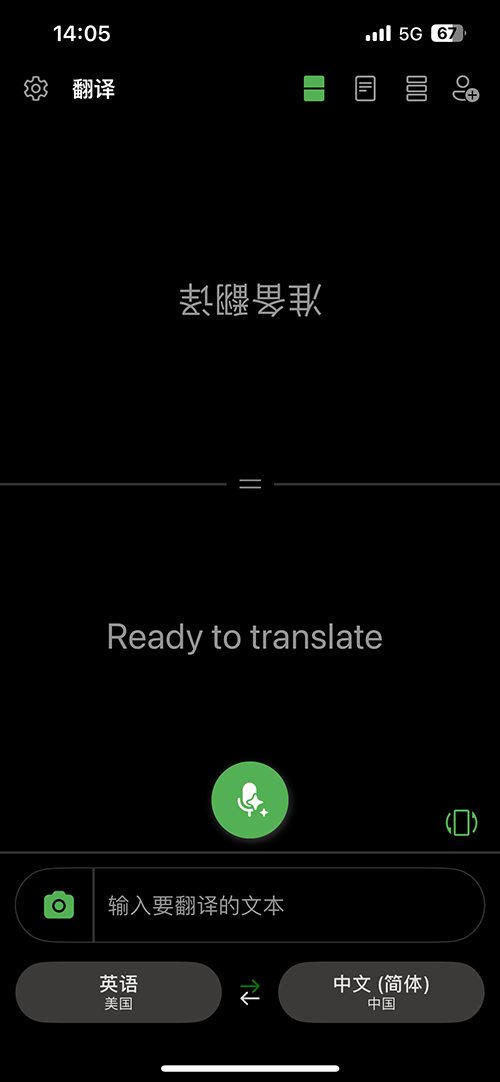 14:05
5G
67
翻译
准备翻译
Ready to translate
输入要翻译的文本
英语
美国
中文 (简体)
中国